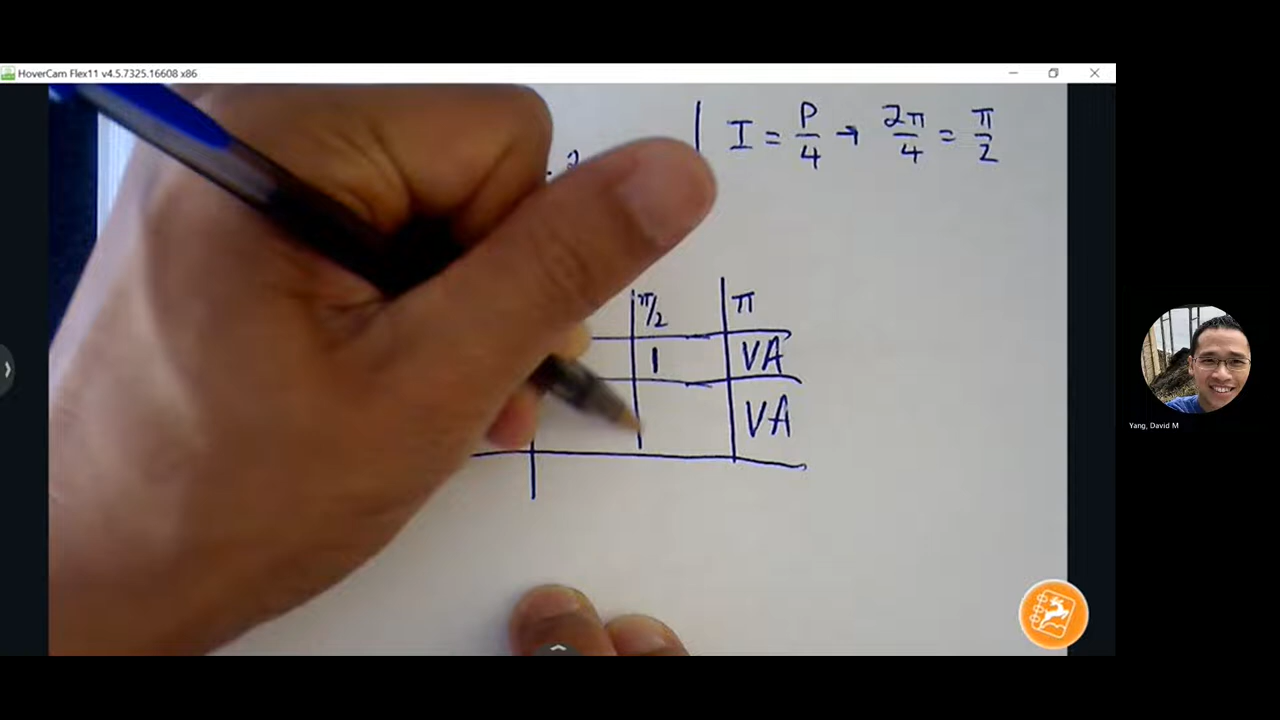 HoverCam Flex11 v4.5.7325.16608 x86
I = P/4 → 2π/4 = π/2
π/2 π
1 VA
VA
Yang, David M